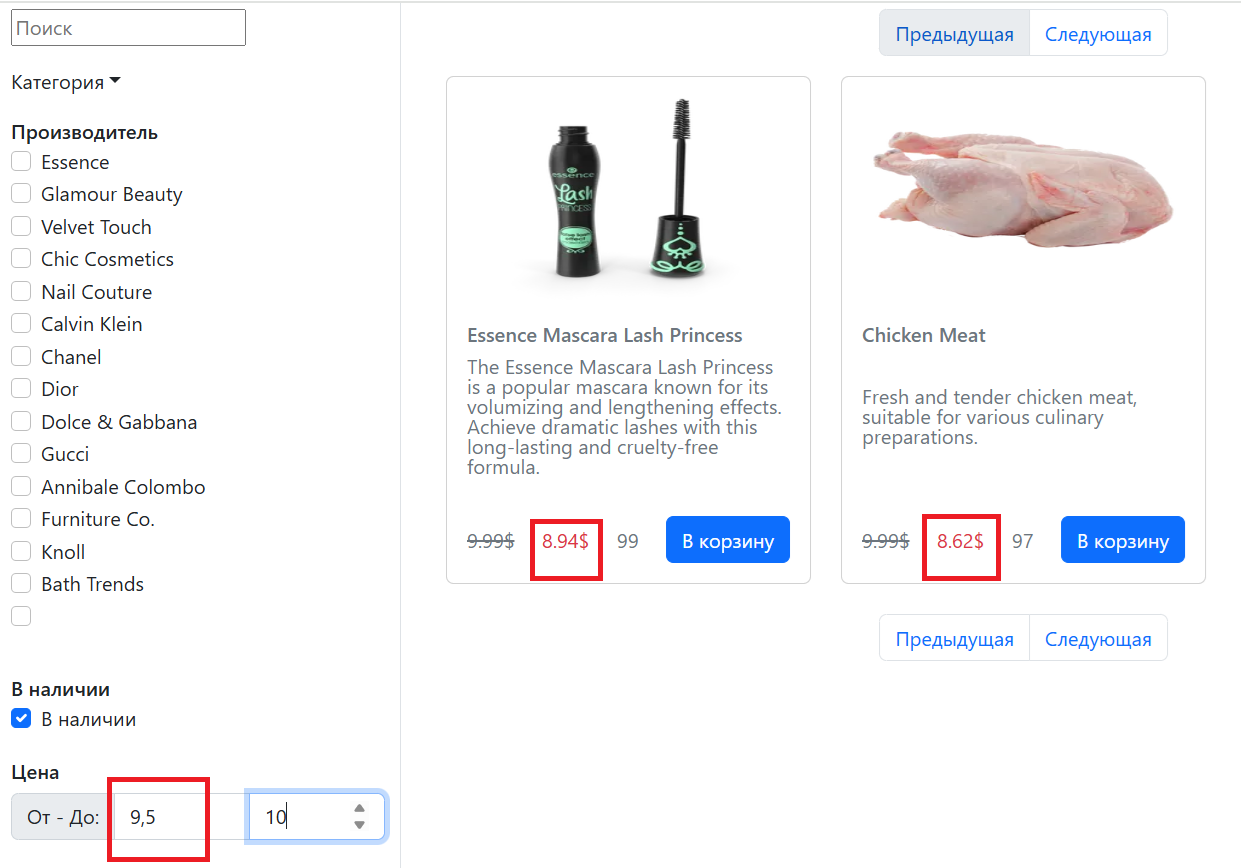 Поиск
Категория
Производитель
Essence
Glamour Beauty
Velvet Touch
Chic Cosmetics
Nail Couture
Calvin Klein
Chanel
Dior
Dolce & Gabbana
Gucci
Annibale Colombo
Furniture Co.
Knoll
Bath Trends
В наличии
В наличии
Цена
От - До: 9,5 10
Предыдущая Следующая
essence
Lash
PRINCESS
Essence Mascara Lash Princess
The Essence Mascara Lash Princess
is a popular mascara known for its
volumizing and lengthening effects.
Achieve dramatic lashes with this
long-lasting and cruelty-free
formula.
9.99$ 8.94$ 99 В корзину
Chicken Meat
Fresh and tender chicken meat,
suitable for various culinary
preparations.
9.99$ 8.62$ 97 В корзину
Предыдущая Следующая